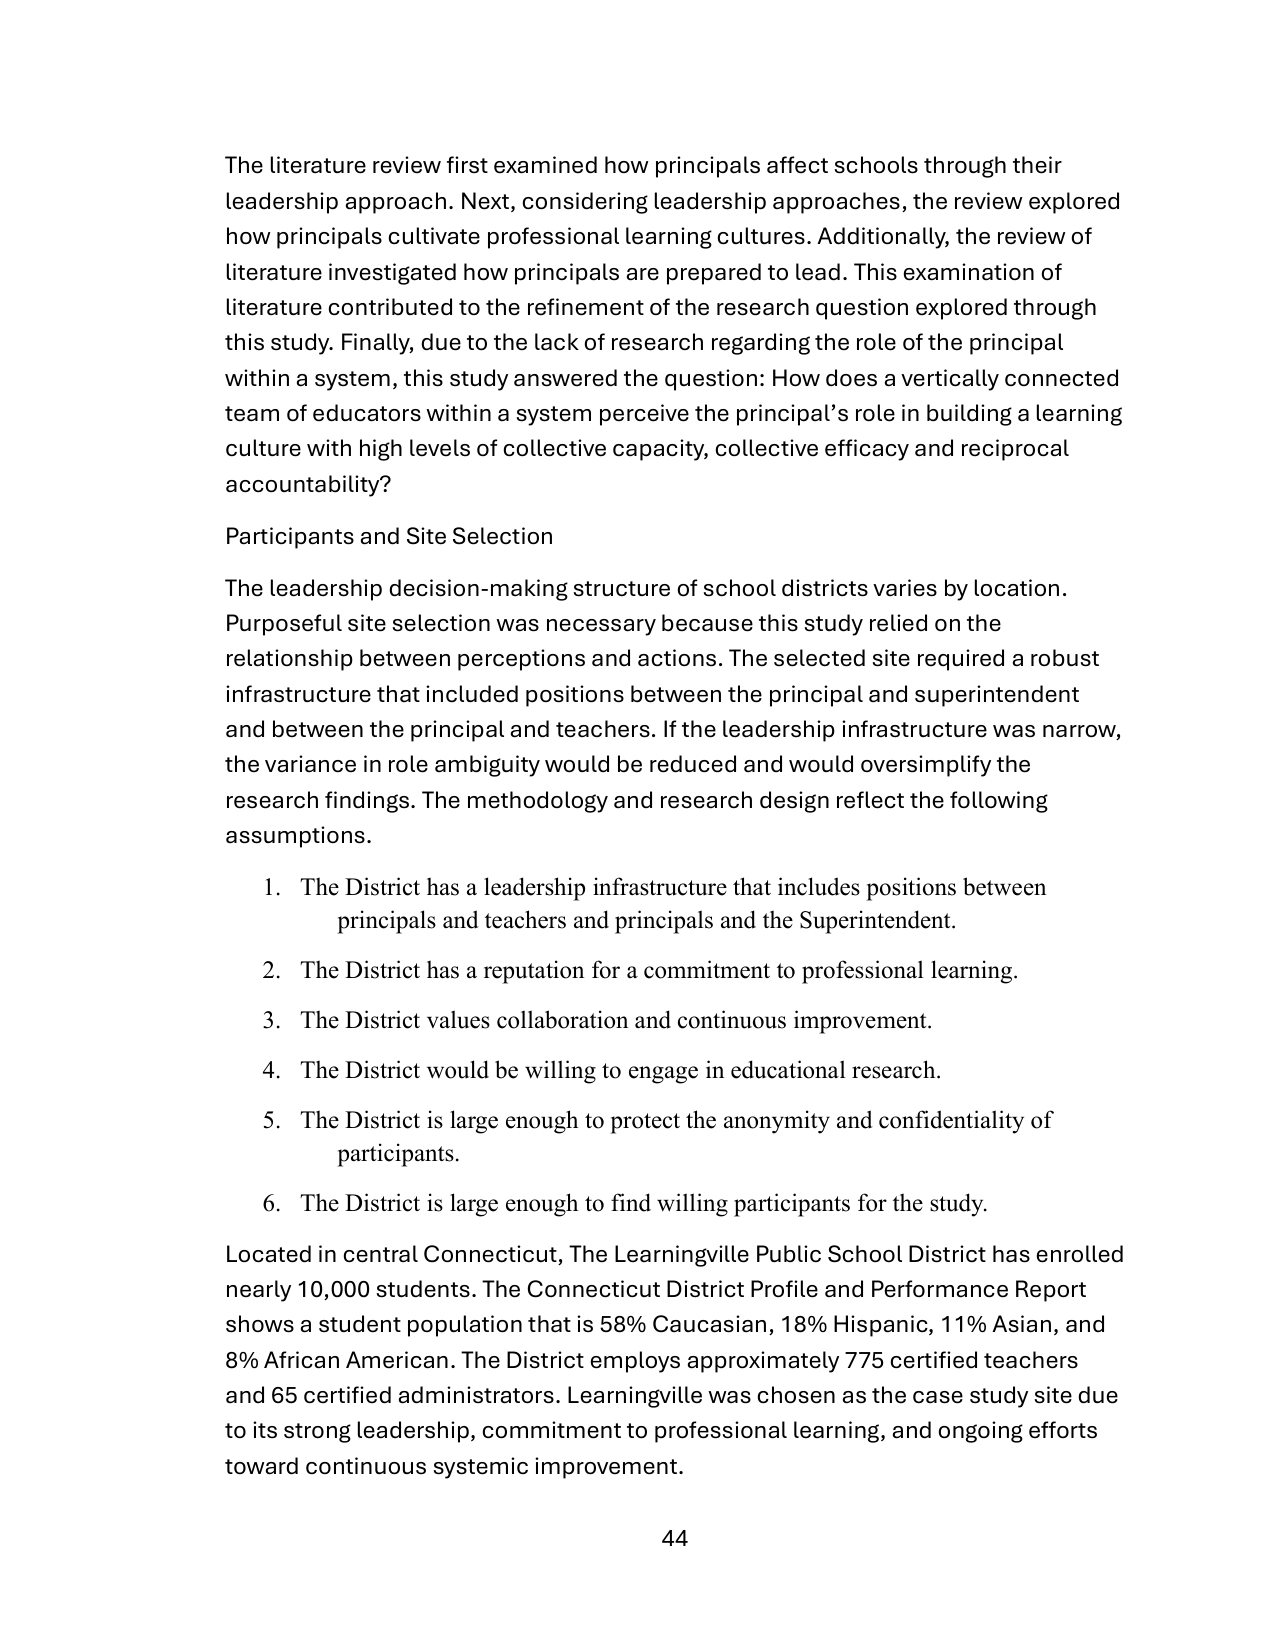 The literature review first examined how principals affect schools through their
leadership approach. Next, considering leadership approaches, the review explored
how principals cultivate professional learning cultures. Additionally, the review of
literature investigated how principals are prepared to lead. This examination of
literature contributed to the refinement of the research question explored through
this study. Finally, due to the lack of research regarding the role of the principal
within a system, this study answered the question: How does a vertically connected
team of educators within a system perceive the principal’s role in building a learning
culture with high levels of collective capacity, collective efficacy and reciprocal
accountability?
Participants and Site Selection
The leadership decision-making structure of school districts varies by location.
Purposeful site selection was necessary because this study relied on the
relationship between perceptions and actions. The selected site required a robust
infrastructure that included positions between the principal and superintendent
and between the principal and teachers. If the leadership infrastructure was narrow,
the variance in role ambiguity would be reduced and would oversimplify the
research findings. The methodology and research design reflect the following
assumptions.
1. The District has a leadership infrastructure that includes positions between
principals and teachers and principals and the Superintendent.
2. The District has a reputation for a commitment to professional learning.
3. The District values collaboration and continuous improvement.
4. The District would be willing to engage in educational research.
5. The District is large enough to protect the anonymity and confidentiality of
participants.
6. The District is large enough to find willing participants for the study.
Located in central Connecticut, The Learningville Public School District has enrolled
nearly 10,000 students. The Connecticut District Profile and Performance Report
shows a student population that is 58% Caucasian, 18% Hispanic, 11% Asian, and
8% African American. The District employs approximately 775 certified teachers
and 65 certified administrators. Learningville was chosen as the case study site due
to its strong leadership, commitment to professional learning, and ongoing efforts
toward continuous systemic improvement.
44